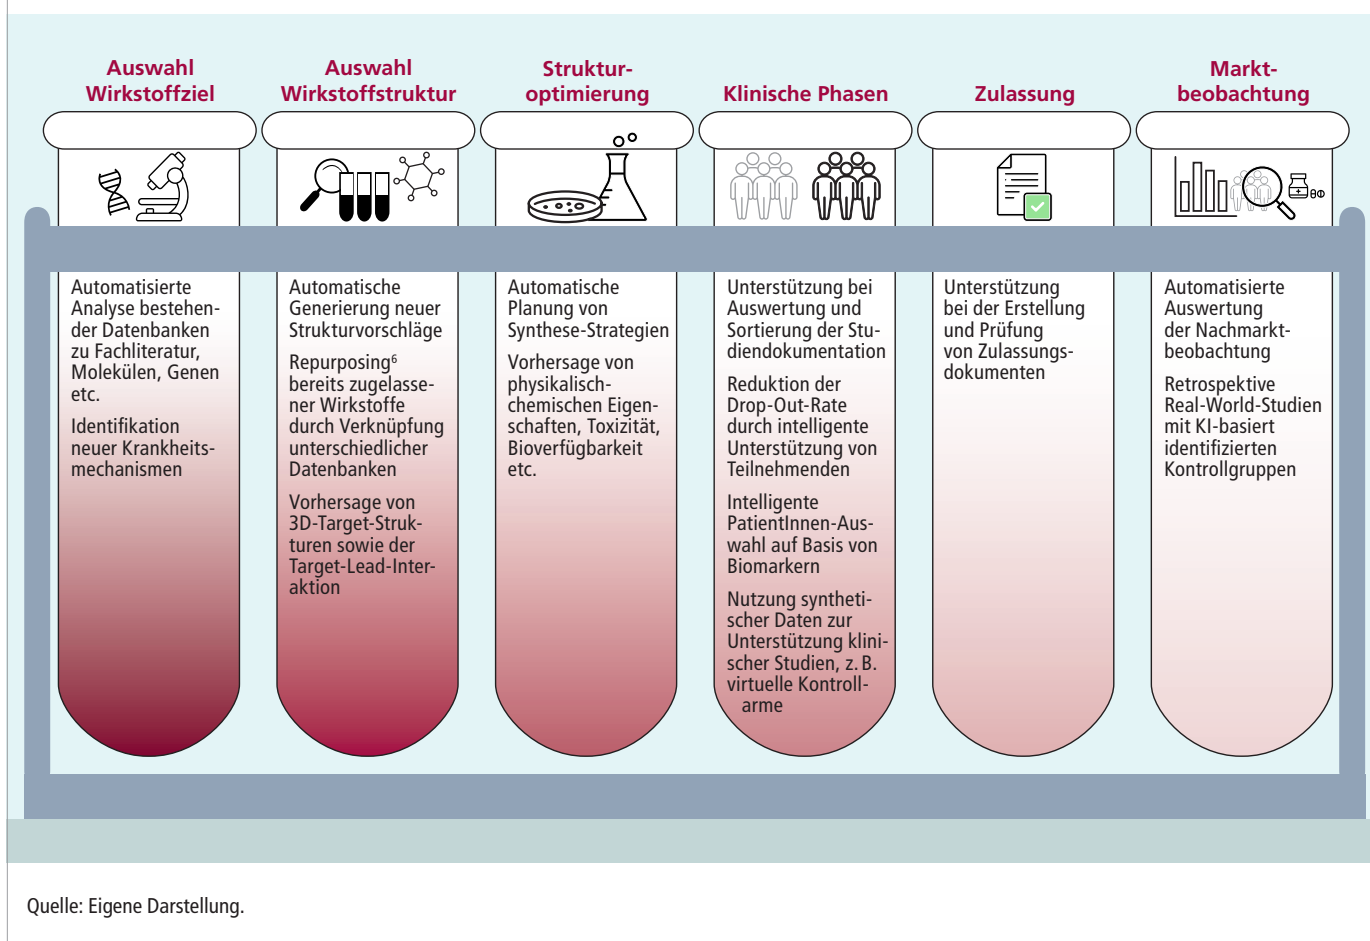 Auswahl
Wirkstoffziel
Auswahl
Wirkstoffstruktur
Struktur-
optimierung
Klinische Phasen
Zulassung
Markt-
beobachtung
Automatisierte
Analyse bestehen-
der Datenbanken
zu Fachliteratur,
Molekülen, Genen
etc.
Identifikation
neuer Krankheits-
mechanismen
Automatische
Generierung neuer
Strukturvorschläge
Repurposing⁶
bereits zugelasse-
ner Wirkstoffe
durch Verknüpfung
unterschiedlicher
Datenbanken
Vorhersage von
3D-Target-Struk-
turen sowie der
Target-Lead-Inter-
aktion
Automatische
Planung von
Synthese-Strategien
Vorhersage von
physikalisch-
chemischen Eigen-
schaften, Toxizität,
Bioverfügbarkeit
etc.
Unterstützung bei
Auswertung und
Sortierung der Stu-
diendokumentation
Reduktion der
Drop-Out-Rate
durch intelligente
Unterstützung von
Teilnehmenden
Intelligente
PatientInnen-Aus-
wahl auf Basis von
Biomarkern
Nutzung syntheti-
scher Daten zur
Unterstützung klini-
scher Studien, z. B.
virtuelle Kontroll-
arme
Unterstützung
bei der Erstellung
und Prüfung
von Zulassungs-
dokumenten
Automatisierte
Auswertung
der Nachmarkt-
beobachtung
Retrospektive
Real-World-Studien
mit KI-basiert
identifizierten
Kontrollgruppen
Quelle: Eigene Darstellung.